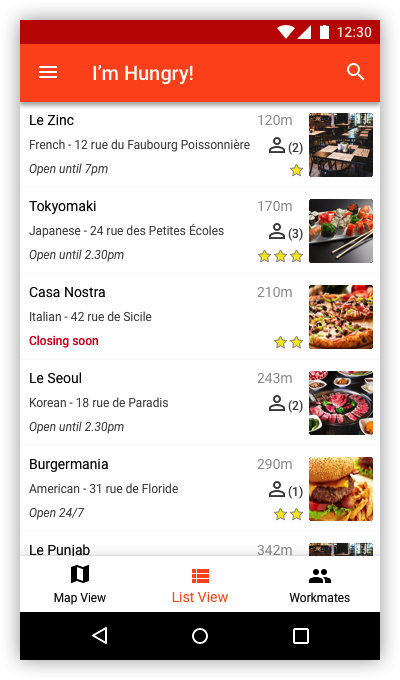 12:30
I'm Hungry!
Le Zinc 120m
French - 12 rue du Faubourg Poissonnière (2)
Open until 7pm
Tokyomaki 170m
Japanese - 24 rue des Petites Écoles (3)
Open until 2.30pm
Casa Nostra 210m
Italian - 42 rue de Sicile
Closing soon
Le Seoul 243m
Korean - 18 rue de Paradis (2)
Open until 2.30pm
Burgermania 290m
American - 31 rue de Floride (1)
Open 24/7
Le Punjab 342m
Map View List View Workmates